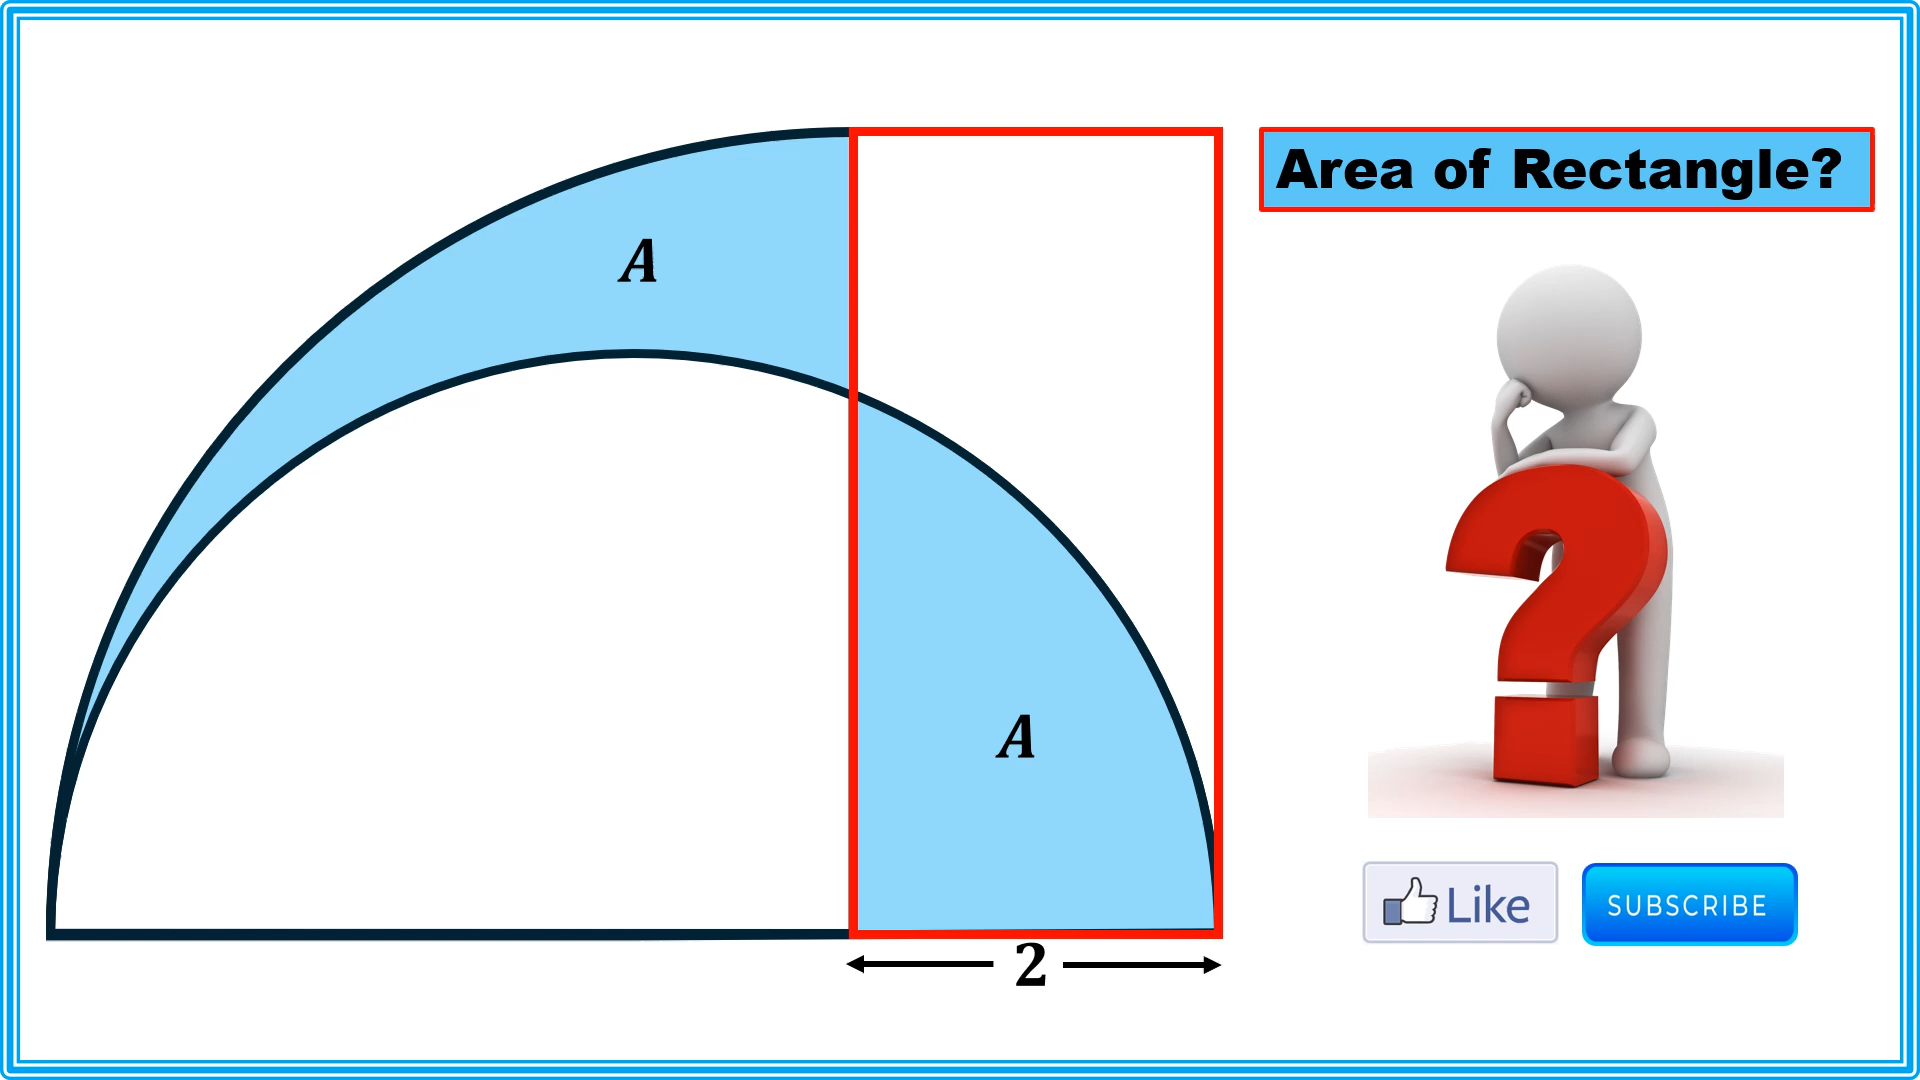 Area of Rectangle?
A
A
2
Like
SUBSCRIBE